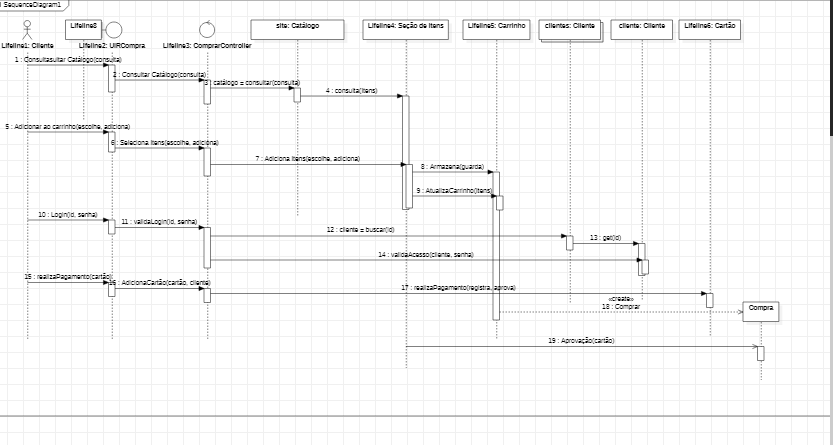 SequenceDiagram1
Lifeline8
site: Catálogo
Lifeline4: Seção de Itens
Lifeline5: Carrinho
clientes: Cliente
cliente: Cliente
Lifeline6: Cartão
Lifeline1: Cliente
Lifeline2: UIRCompra
Lifeline3: ComprarController
1 : Consultasultar Catálogo(consulta)
2 : Consultar Catálogo(consulta)
3 : catálogo = consultar(consulta)
4 : consulta(itens)
5 : Adicionar ao carrinho(escolhe, adiciona)
6 : Seleciona Itens(escolhe, adiciona)
7 : Adiciona Itens(escolhe, adiciona)
8 : Armazena(guarda)
9 : AtualizaCarrinho(itens)
10 : Login(id, senha)
11 : validaLogin(id, senha)
12 : cliente = buscar(id)
13 : get(id)
14 : validaAcesso(cliente, senha)
15 : realizaPagamento(cartão)
16 : AdicionaCartão(cartão, cliente)
17 : realizaPagamento(registra, aprova)
«create»
18 : Comprar
Compra
19 : Aprovação(cartão)